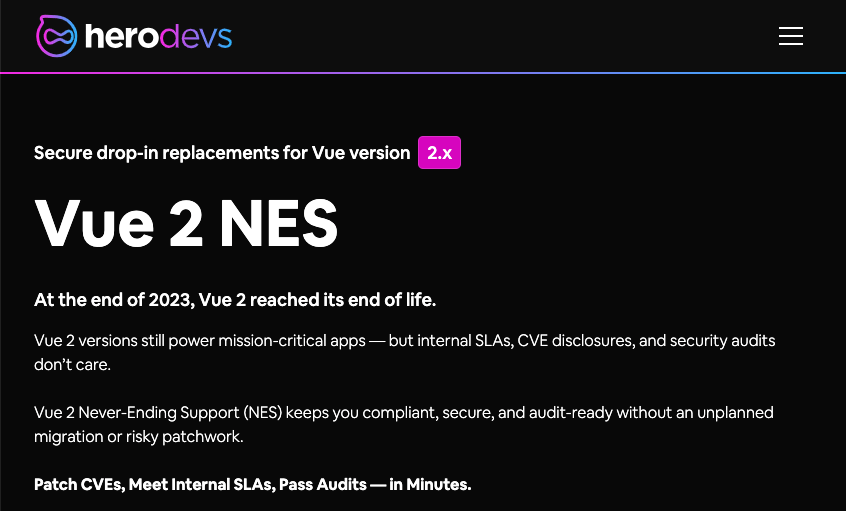 herodevs
Secure drop-in replacements for Vue version 2.x
Vue 2 NES
At the end of 2023, Vue 2 reached its end of life.
Vue 2 versions still power mission-critical apps — but internal SLAs, CVE disclosures, and security audits
don’t care.
Vue 2 Never-Ending Support (NES) keeps you compliant, secure, and audit-ready without an unplanned
migration or risky patchwork.
Patch CVEs, Meet Internal SLAs, Pass Audits — in Minutes.